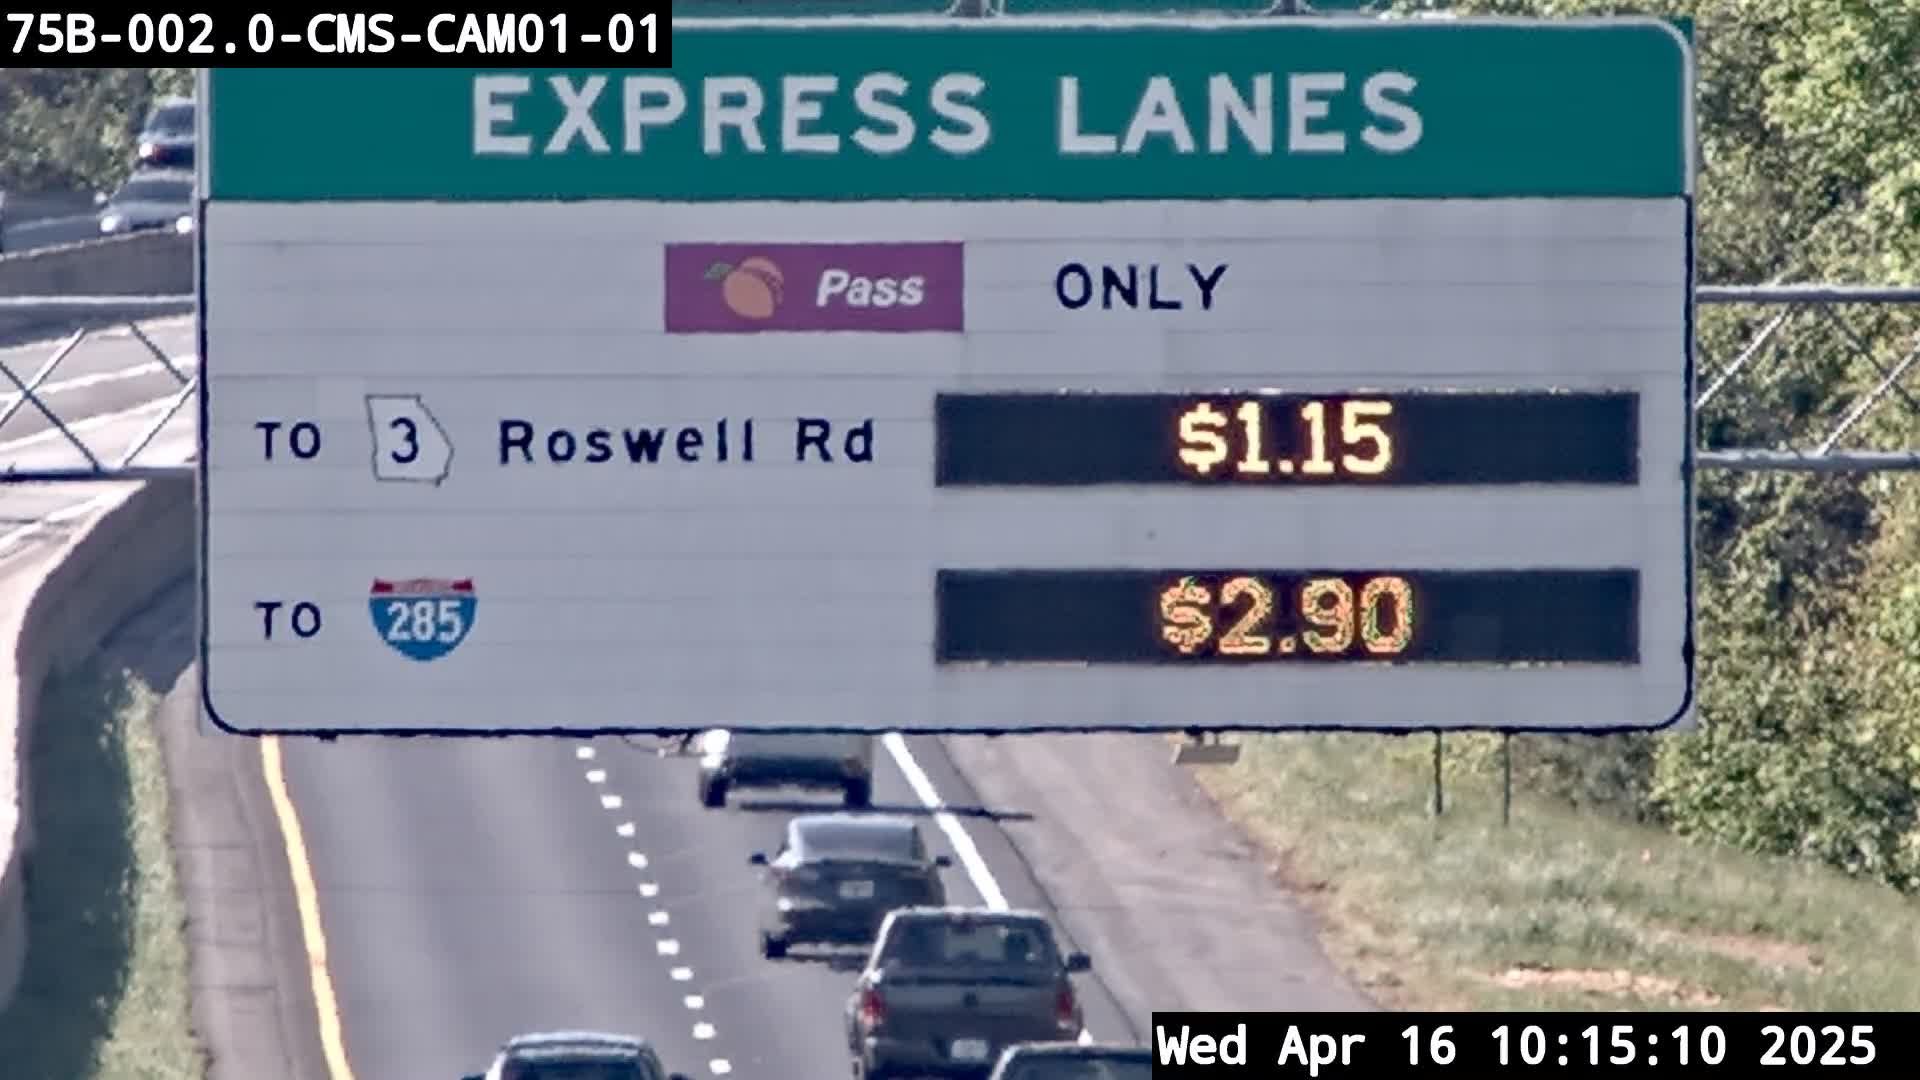 75B-002.0-CMS-CAM01-01
EXPRESS LANES
Pass ONLY
TO 3 Roswell Rd $1.15
TO 285 $2.90
Wed Apr 16 10:15:10 2025